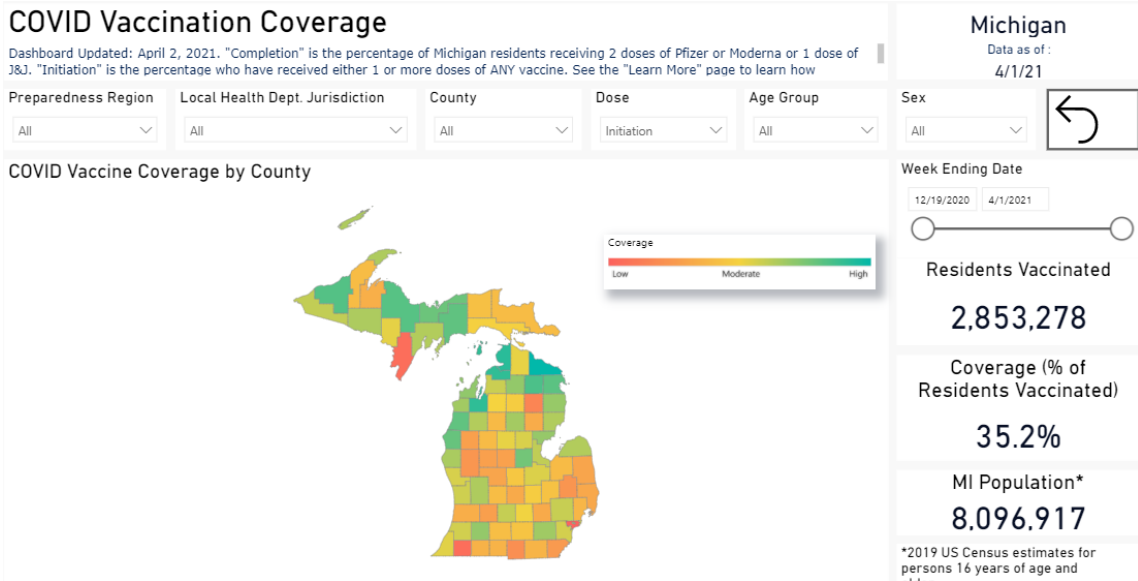 COVID Vaccination Coverage
Dashboard Updated: April 2, 2021. "Completion" is the percentage of Michigan residents receiving 2 doses of Pfizer or Moderna or 1 dose of
J&J. "Initiation" is the percentage who have received either 1 or more doses of ANY vaccine. See the "Learn More" page to learn how
Michigan
Data as of :
4/1/21
Preparedness Region
Local Health Dept. Jurisdiction
County
Dose
Age Group
Sex
All
All
All
Initiation
All
All
COVID Vaccine Coverage by County
Coverage
Low
Moderate
High
Week Ending Date
12/19/2020
4/1/2021
Residents Vaccinated
2,853,278
Coverage (% of
Residents Vaccinated)
35.2%
MI Population*
8,096,917
*2019 US Census estimates for
persons 16 years of age and